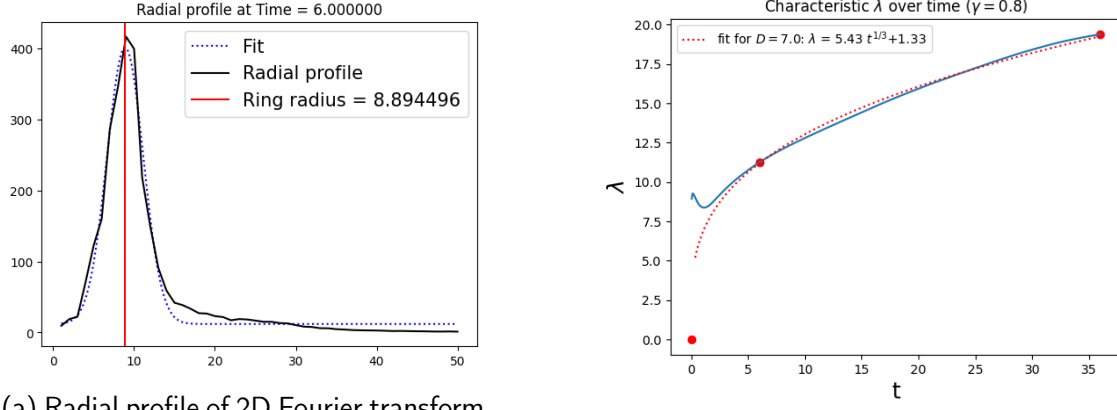 Radial profile at Time = 6.000000
400
300
200
100
0
0 10 20 30 40 50
Fit
Radial profile
Ring radius = 8.894496
(a) Radial profile of 2D Fourier transform
Characteristic λ over time (γ = 0.8)
20.0
17.5
15.0
12.5
10.0
7.5
5.0
2.5
0.0
0 5 10 15 20 25 30 35
fit for D = 7.0: λ = 5.43 t^{1/3}+1.33
λ
t